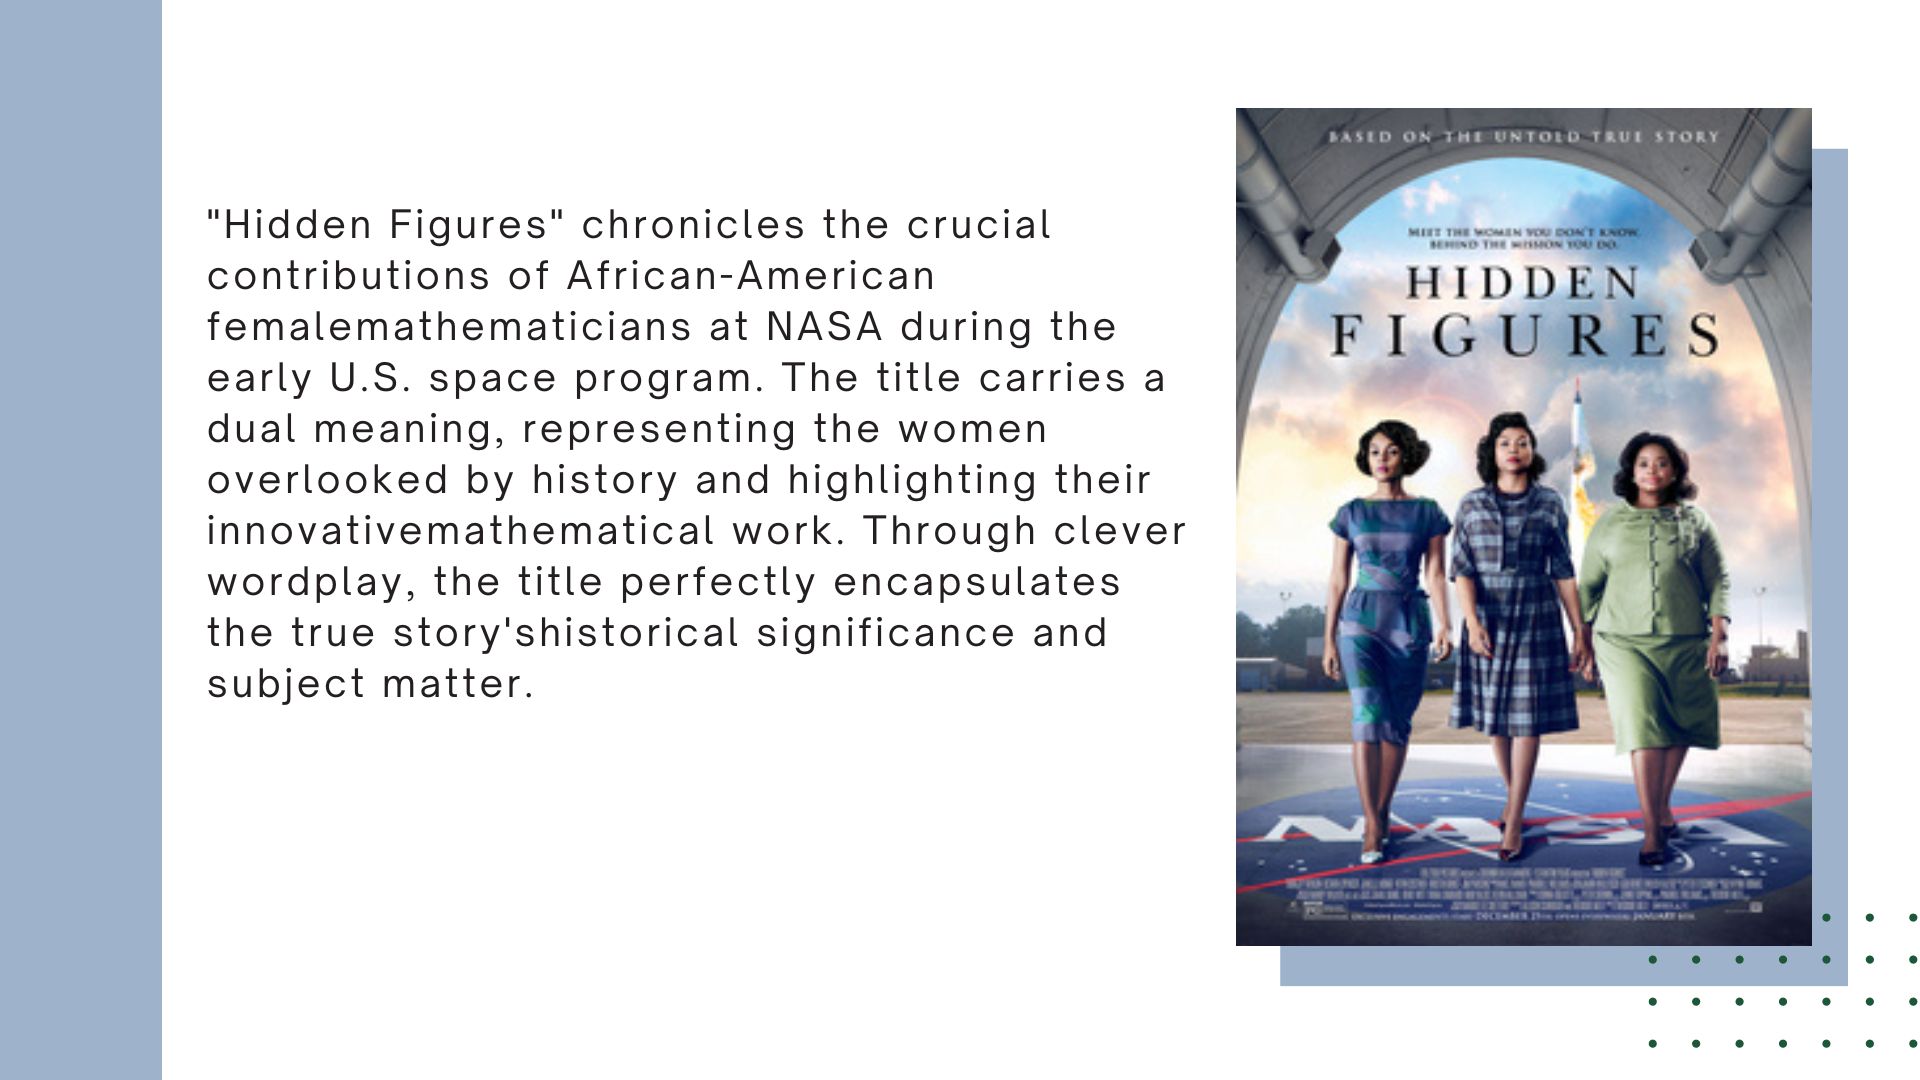 "Hidden Figures" chronicles the crucial
contributions of African-American
femalemathematicians at NASA during the
early U.S. space program. The title carries a
dual meaning, representing the women
overlooked by history and highlighting their
innovativemathematical work. Through clever
wordplay, the title perfectly encapsulates
the true story'shistorical significance and
subject matter.
BASED ON THE UNTOLD TRUE STORY
MEET THE WOMEN YOU DON'T KNOW,
BEHIND THE MISSION YOU DO.
HIDDEN
FIGURES
NASA